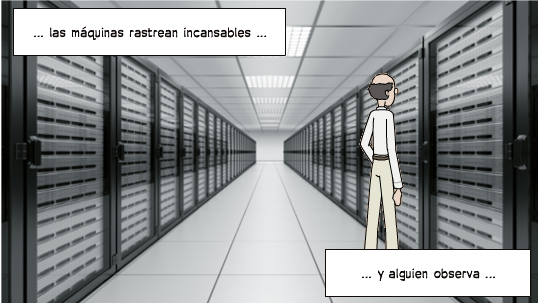 ... las máquinas rastrean incansables ...
... y alguien observa ...